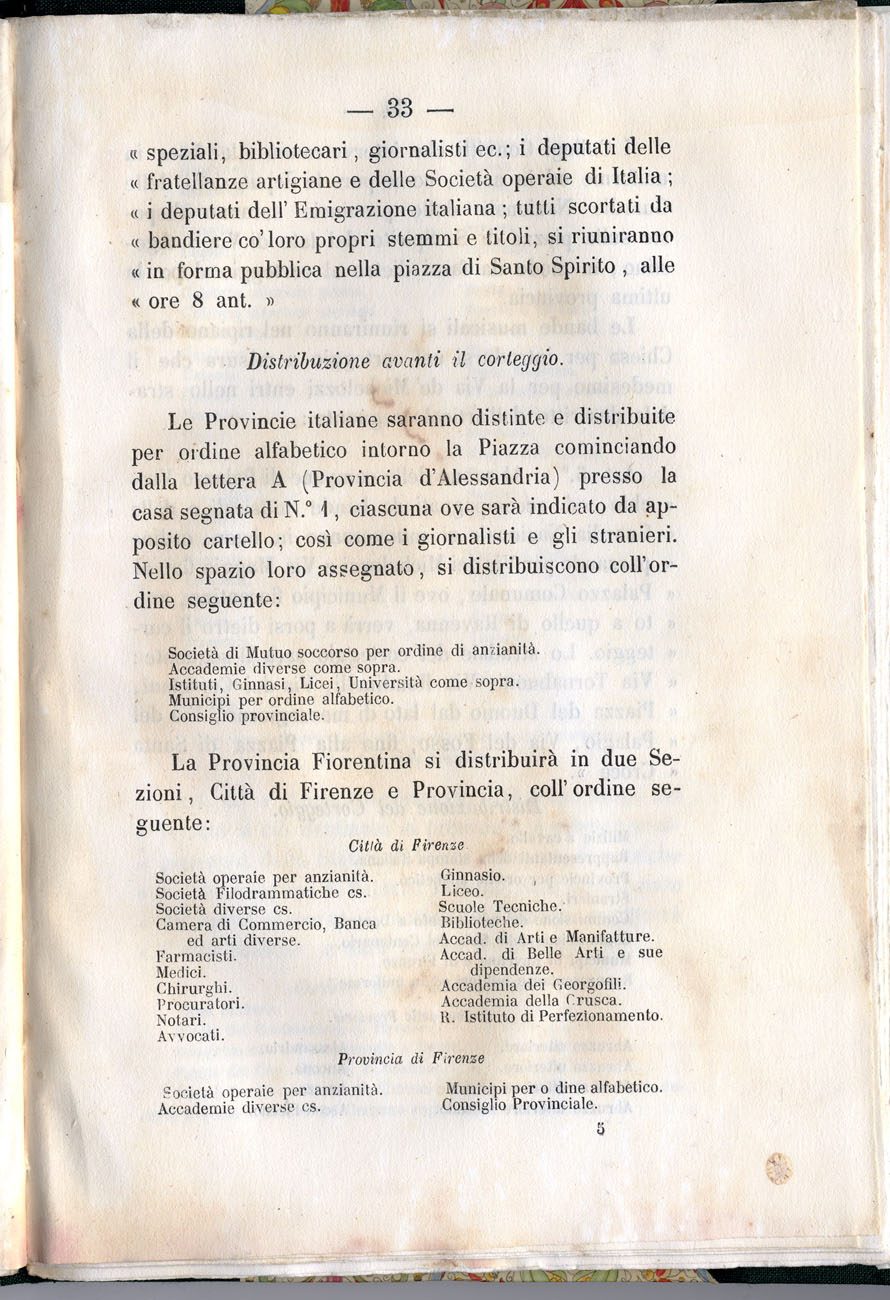 — 33 —
« speziali, bibliotecari, giornalisti ec.; i deputati delle
« fratellanze artigiane e delle Società operaie di Italia;
« i deputati dell' Emigrazione italiana; tutti scortati da
« bandiere co' loro propri stemmi e titoli, si riuniranno
« in forma pubblica nella piazza di Santo Spirito, alle
« ore 8 ant. »
Distribuzione avanti il corteggio.
Le Provincie italiane saranno distinte e distribuite
per ordine alfabetico intorno la Piazza cominciando
dalla lettera A (Provincia d'Alessandria) presso la
casa segnata di N.° 1, ciascuna ove sarà indicato da ap-
posito cartello; così come i giornalisti e gli stranieri.
Nello spazio loro assegnato, si distribuiscono coll'or-
dine seguente:
Società di Mutuo soccorso per ordine di anzianità.
Accademie diverse come sopra.
Istituti, Ginnasi, Licei, Università come sopra.
Municipi per ordine alfabetico.
Consiglio provinciale.
La Provincia Fiorentina si distribuirà in due Se-
zioni, Città di Firenze e Provincia, coll' ordine se-
guente:
Città di Firenze
Società operaie per anzianità.
Società Filodrammatiche cs.
Società diverse cs.
Camera di Commercio, Banca
ed arti diverse.
Farmacisti.
Medici.
Chirurghi.
Procuratori.
Notari.
Avvocati.
Ginnasio.
Liceo.
Scuole Tecniche.
Biblioteche.
Accad. di Arti e Manifatture.
Accad. di Belle Arti e sue
dipendenze.
Accademia dei Georgofili.
Accademia della Crusca.
R. Istituto di Perfezionamento.
Provincia di Firenze
Società operaie per anzianità.
Accademie diverse cs.
Municipi per o dine alfabetico.
Consiglio Provinciale.
5